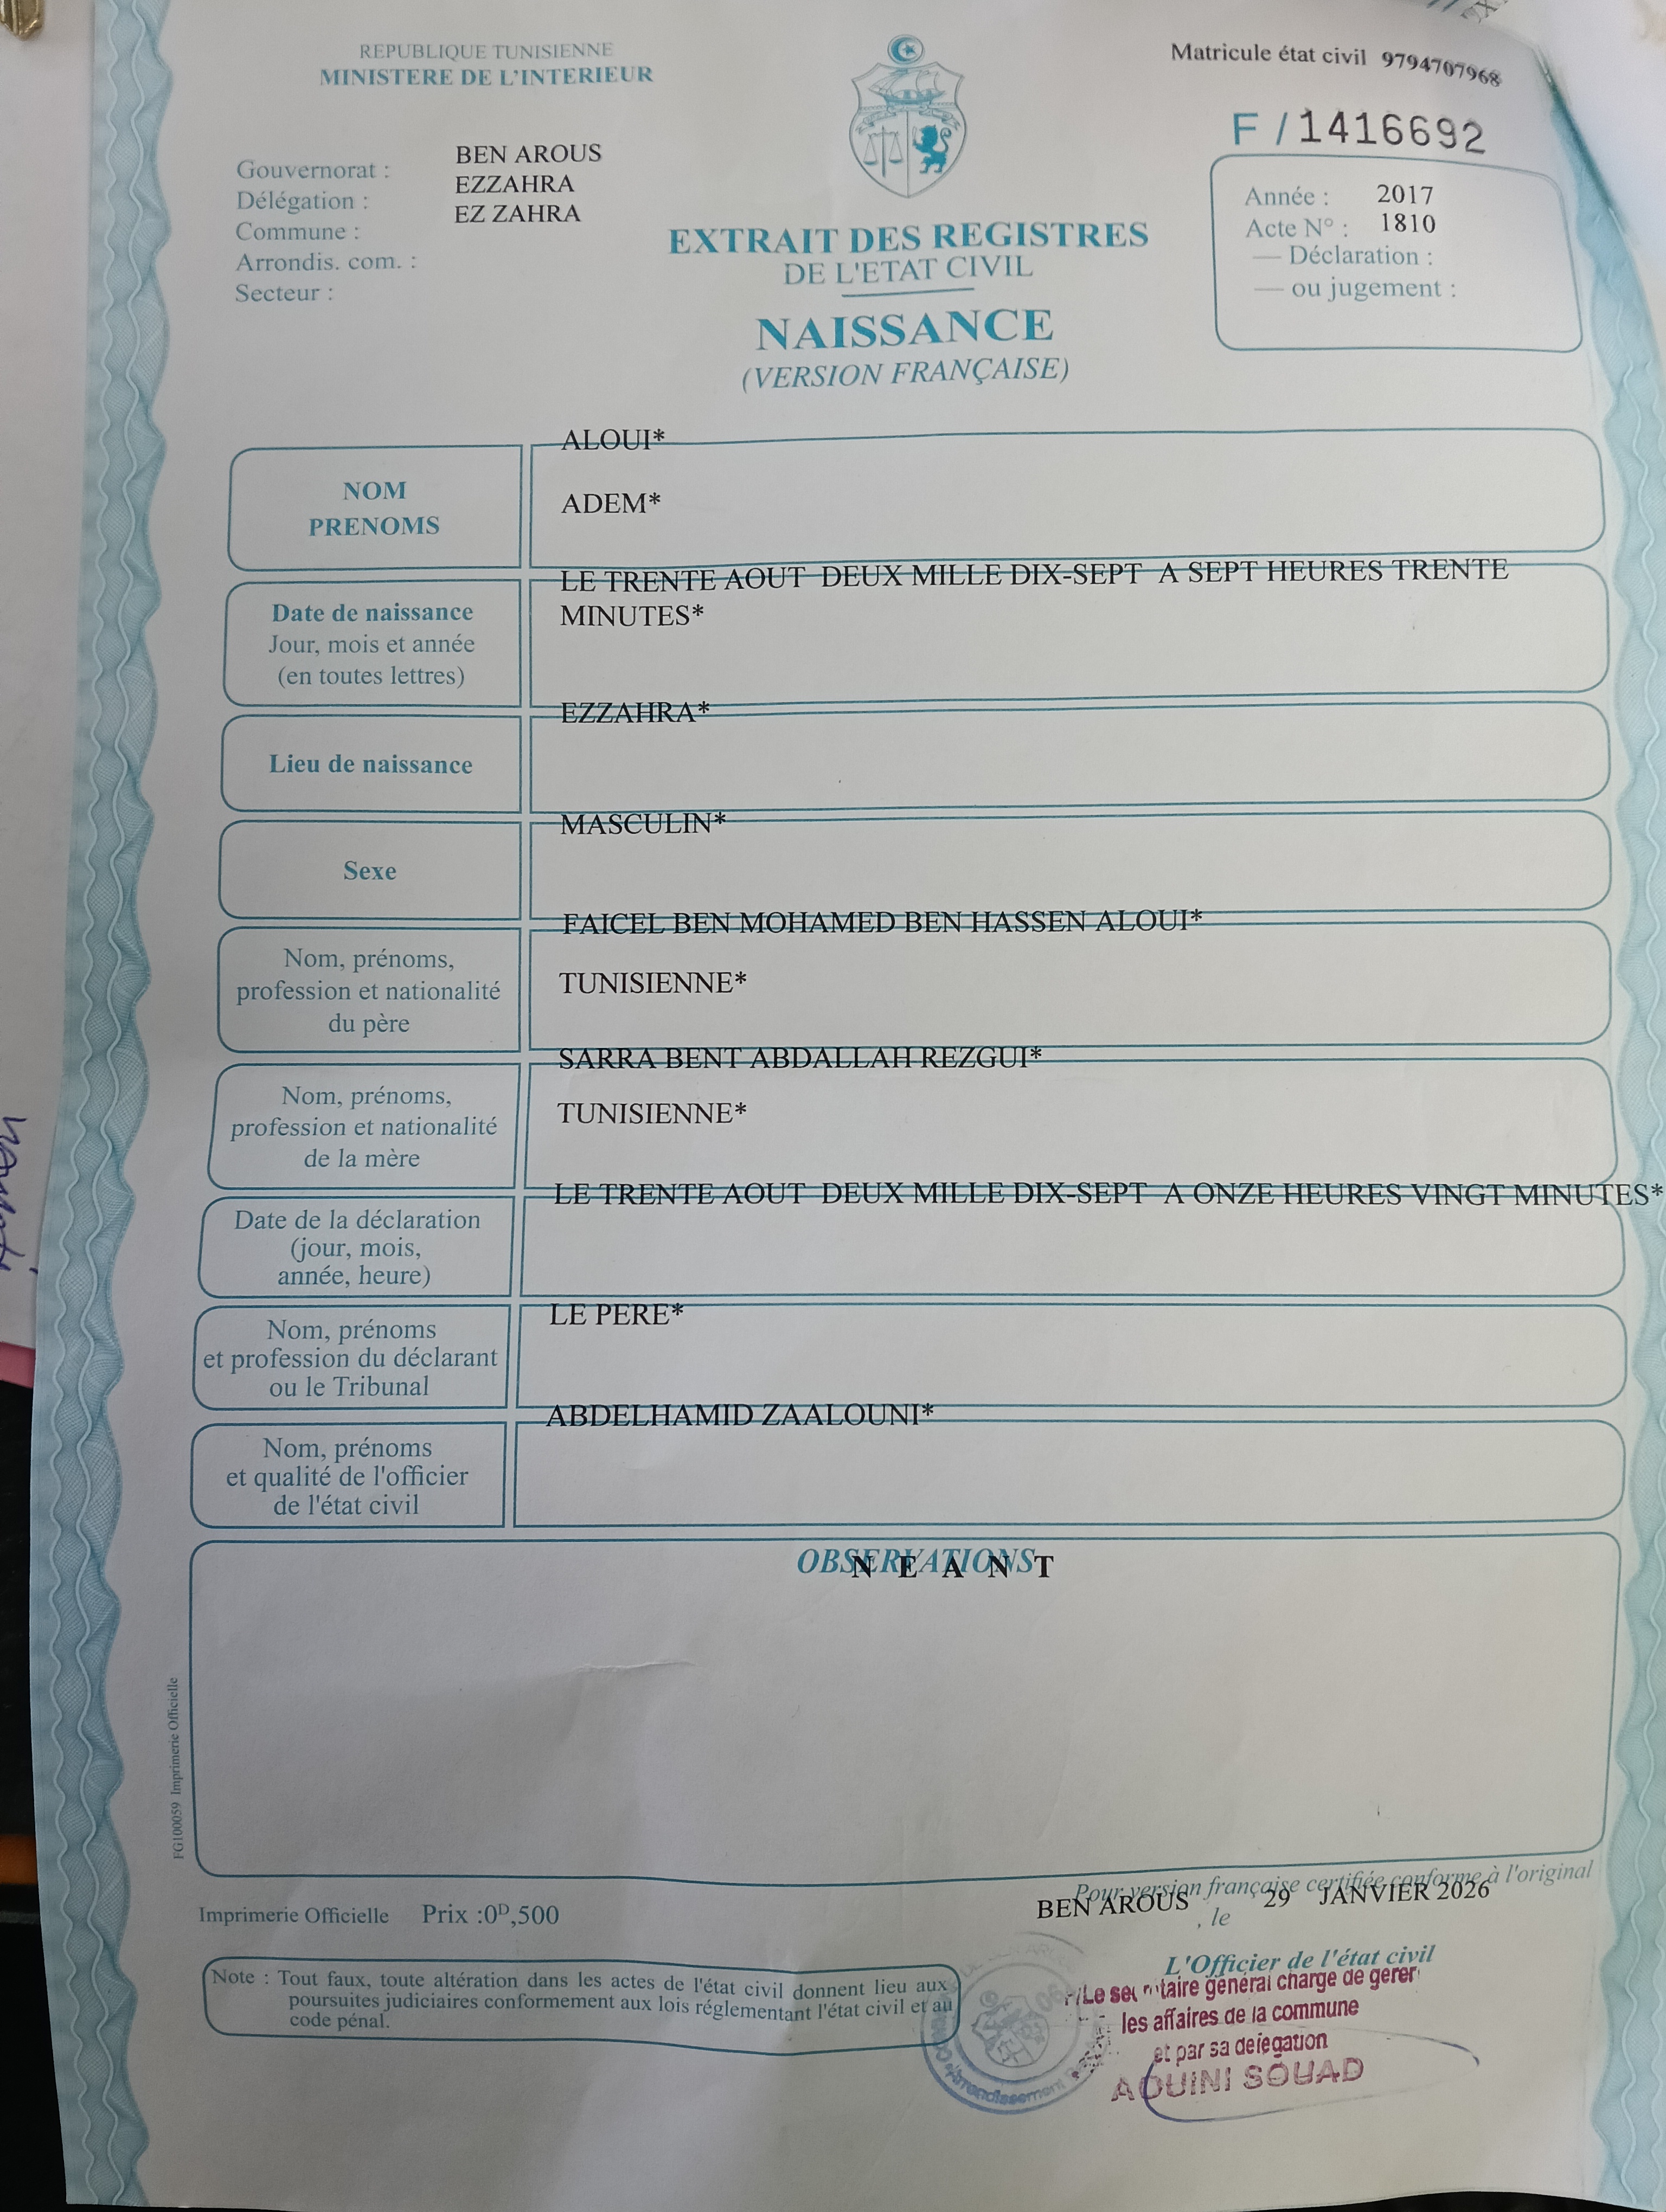 REPUBLIQUE TUNISIENNE
MINISTERE DE L'INTERIEUR
Matricule état civil 9794707968
F / 1416692
Gouvernorat : BEN AROUS
Délégation : EZZAHRA
Commune : EZ ZAHRA
Arrondis. com. :
Secteur :
Année : 2017
Acte N° : 1810
— Déclaration :
— ou jugement :
EXTRAIT DES REGISTRES
DE L'ETAT CIVIL
NAISSANCE
(VERSION FRANÇAISE)
NOM
PRENOMS
ALOUI*
ADEM*
Date de naissance
Jour, mois et année
(en toutes lettres)
LE TRENTE AOUT DEUX MILLE DIX-SEPT A SEPT HEURES TRENTE
MINUTES*
Lieu de naissance
EZZAHRA*
Sexe
MASCULIN*
Nom, prénoms,
profession et nationalité
du père
FAICEL BEN MOHAMED BEN HASSEN ALOUI*
TUNISIENNE*
Nom, prénoms,
profession et nationalité
de la mère
SARRA BENT ABDALLAH REZGUI*
TUNISIENNE*
Date de la déclaration
(jour, mois,
année, heure)
LE TRENTE AOUT DEUX MILLE DIX-SEPT A ONZE HEURES VINGT MINUTES*
Nom, prénoms
et profession du déclarant
ou le Tribunal
LE PERE*
Nom, prénoms
et qualité de l'officier
de l'état civil
ABDELHAMID ZAALOUNI*
OBSERVATIONS
N E A N T
FG100059 Imprimerie Officielle
Pour version française certifiée conforme à l'original
BEN AROUS , le 29 JANVIER 2026
Imprimerie Officielle Prix :0ᴰ,500
L'Officier de l'état civil
Note : Tout faux, toute altération dans les actes de l'état civil donnent lieu aux
poursuites judiciaires conformement aux lois réglementant l'état civil et au
code pénal.
Le secrétaire général charge de gerer
les affaires de la commune
et par sa delegation
AOUINI SOUAD
Arrondissement